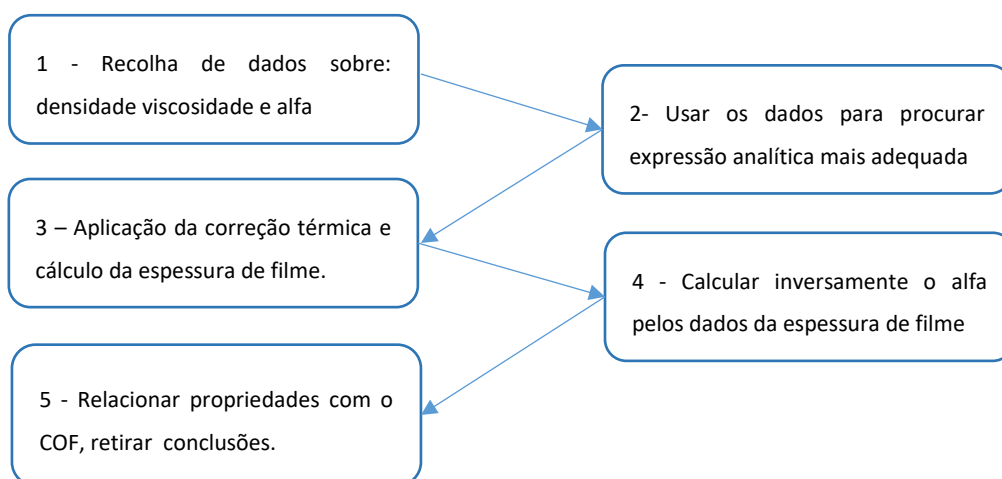 1 - Recolha de dados sobre:
densidade viscosidade e alfa
2- Usar os dados para procurar
expressão analítica mais adequada
3 – Aplicação da correção térmica e
cálculo da espessura de filme.
4 - Calcular inversamente o alfa
pelos dados da espessura de filme
5 - Relacionar propriedades com o
COF, retirar conclusões.